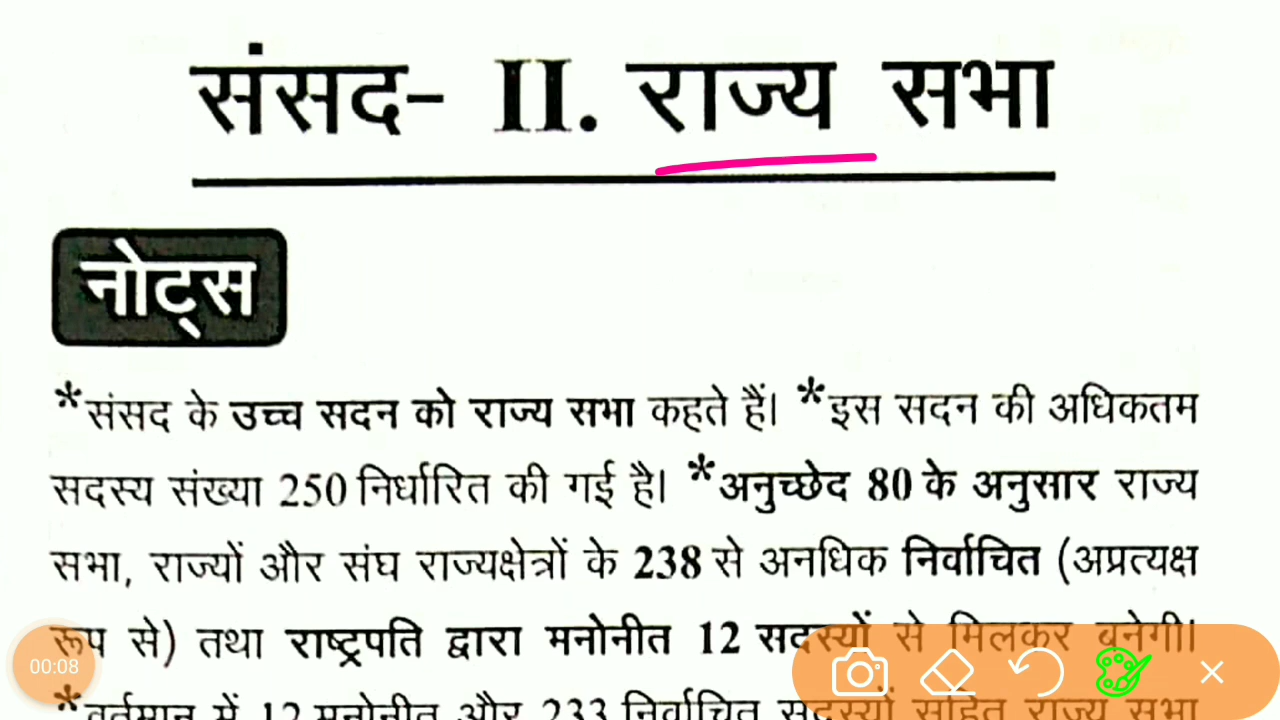 संसद- II. राज्य सभा
नोट्स
*संसद के उच्च सदन को राज्य सभा कहते हैं। *इस सदन की अधिकतम
सदस्य संख्या 250 निर्धारित की गई है। *अनुच्छेद 80 के अनुसार राज्य
सभा, राज्यों और संघ राज्यक्षेत्रों के 238 से अनधिक निर्वाचित (अप्रत्यक्ष
रूप से) तथा राष्ट्रपति द्वारा मनोनीत 12 सदस्यों से मिलकर बनेगी।
00:08
*वर्तमान में 12 मनोनीत और 233 निर्वाचित सदस्यों सहित राज्य सभा